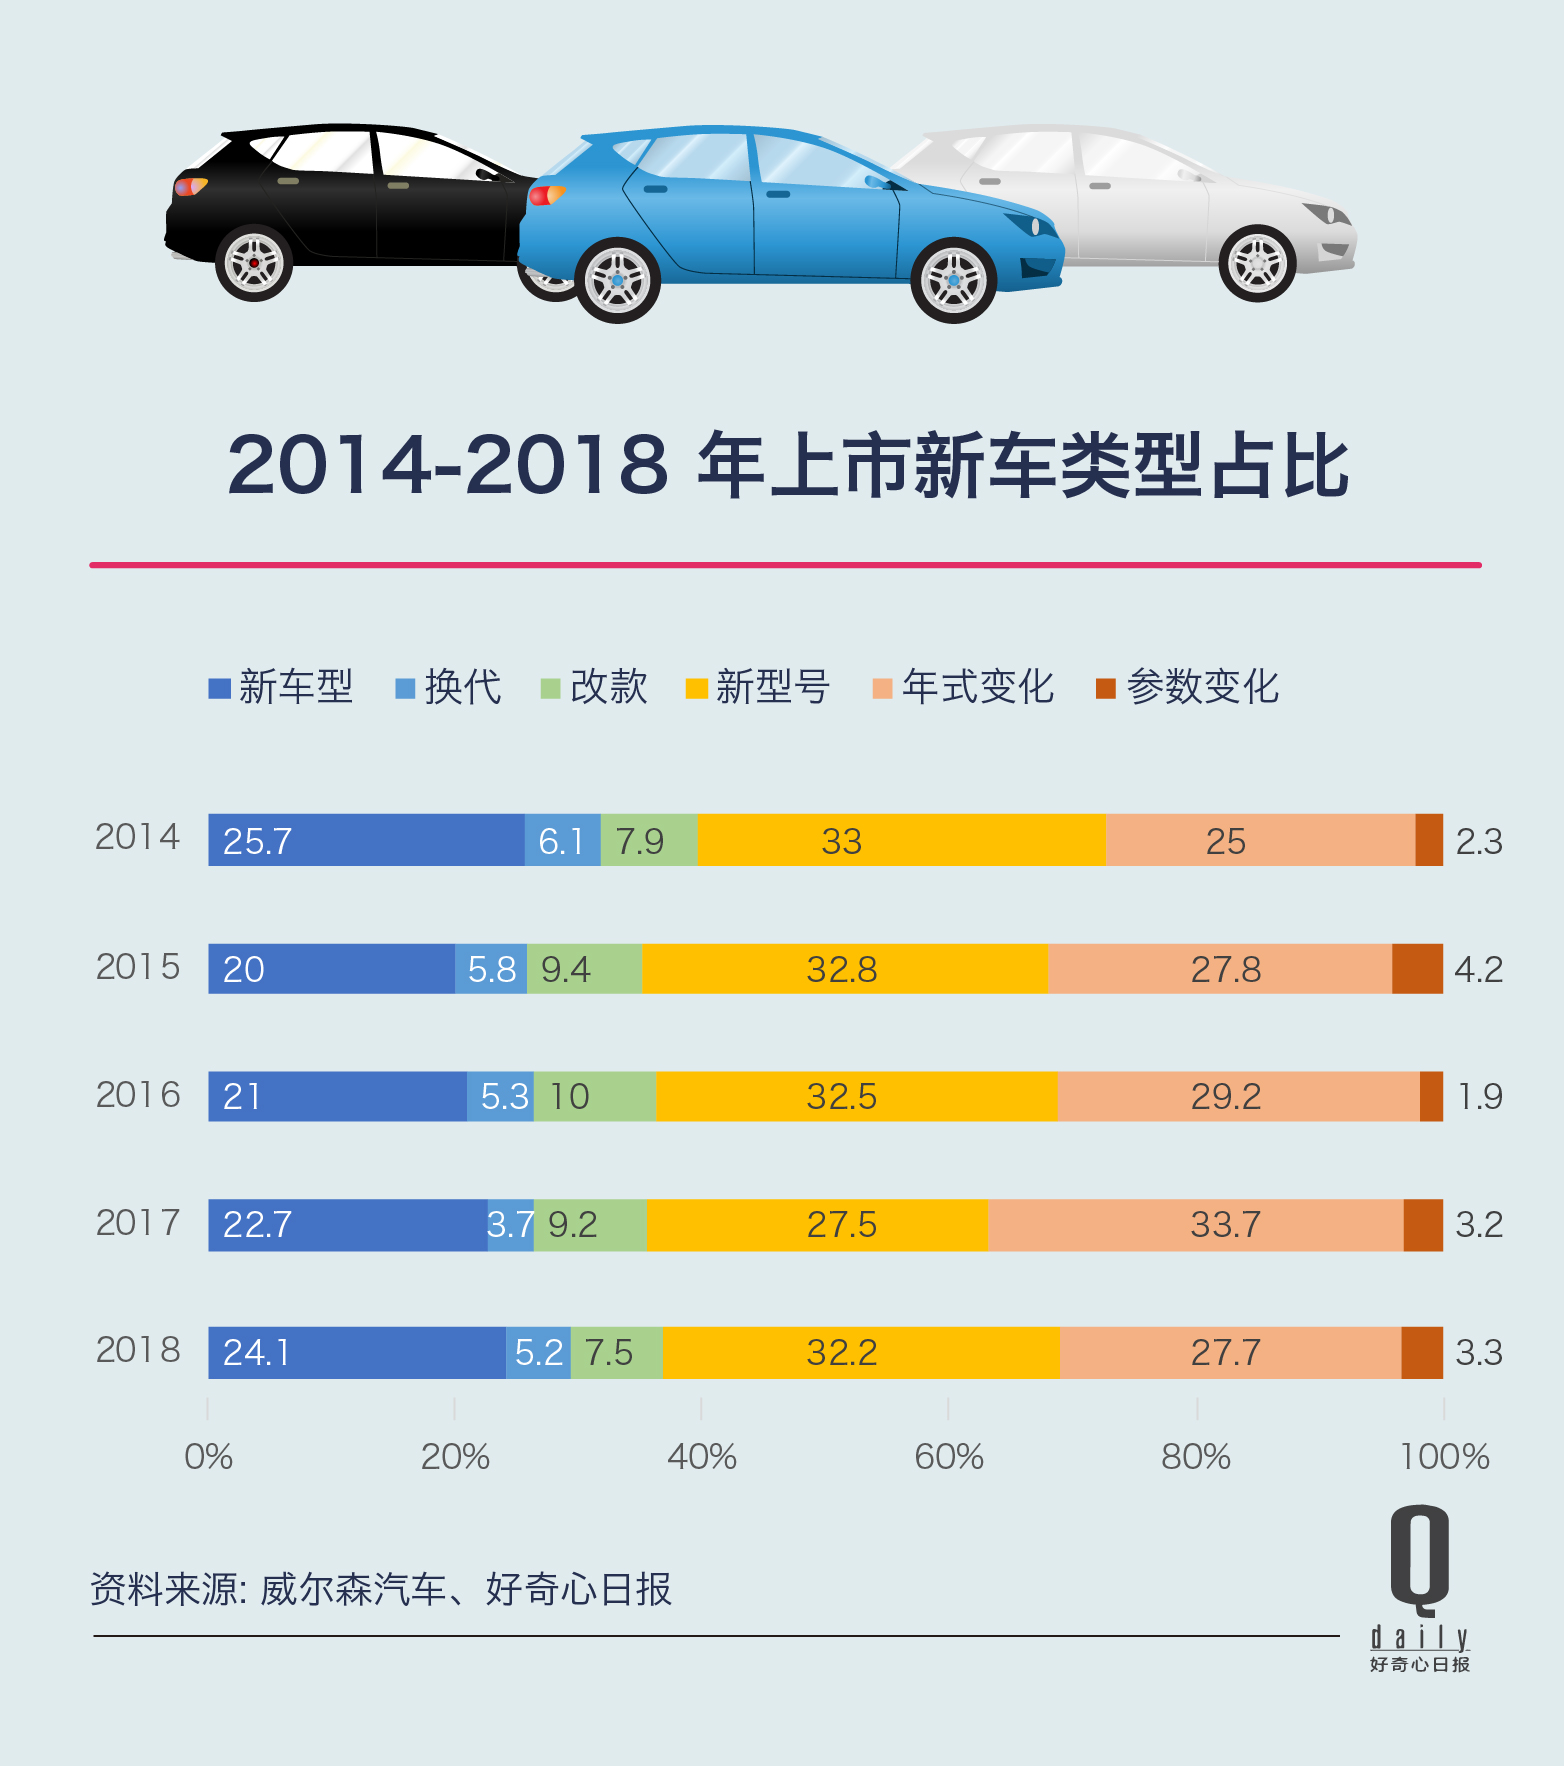 2014-2018 年上市新车类型占比
新车型 换代 改款 新型号 年式变化 参数变化
2014 25.7 6.1 7.9 33 25 2.3
2015 20 5.8 9.4 32.8 27.8 4.2
2016 21 5.3 10 32.5 29.2 1.9
2017 22.7 3.7 9.2 27.5 33.7 3.2
2018 24.1 5.2 7.5 32.2 27.7 3.3
0% 20% 40% 60% 80% 100%
资料来源: 威尔森汽车、好奇心日报
Q
daily
好奇心日报